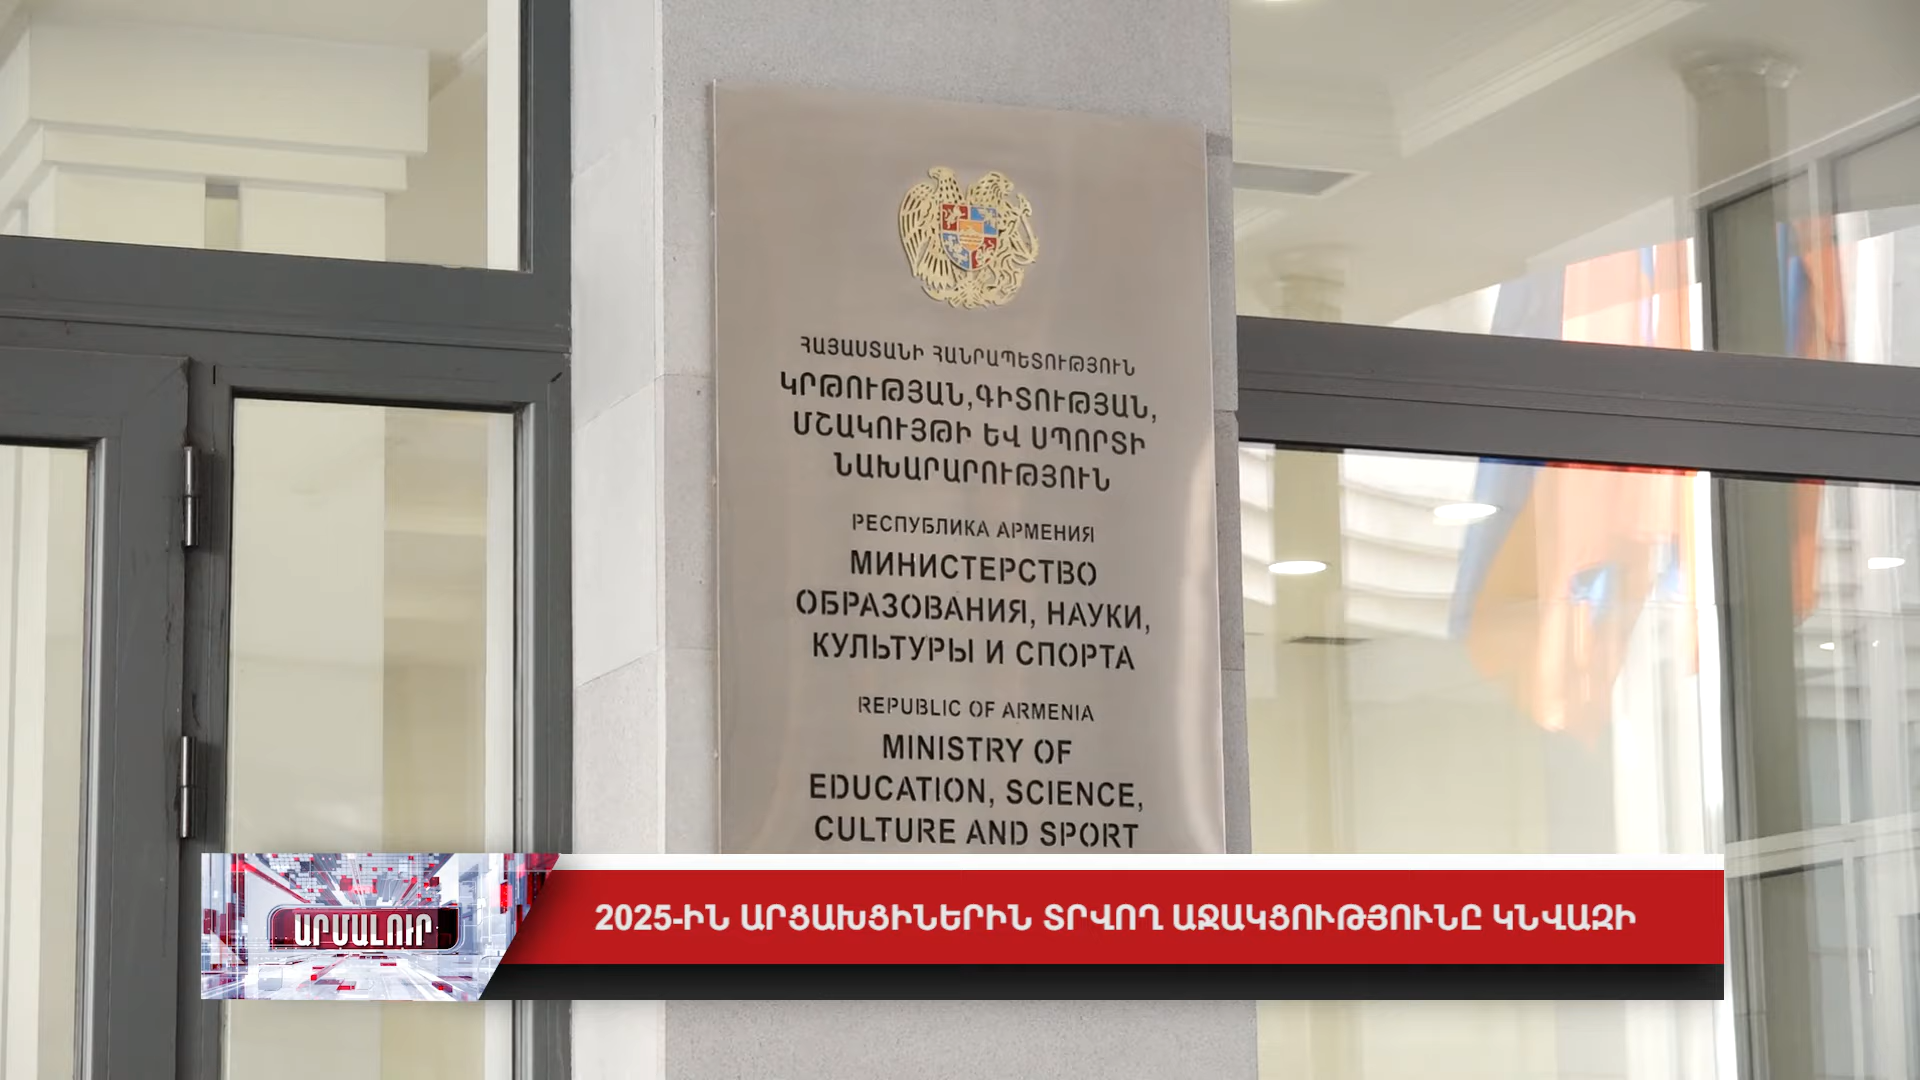 ՀԱՅԱՍՏԱՆԻ ՀԱՆՐԱՊԵՏՈՒԹՅՈՒՆ
ԿՐԹՈՒԹՅԱՆ,ԳԻՏՈՒԹՅԱՆ,
ՄՇԱԿՈՒՅԹԻ ԵՎ ՍՊՈՐՏԻ
ՆԱԽԱՐԱՐՈՒԹՅՈՒՆ
РЕСПУБЛИКА АРМЕНИЯ
МИНИСТЕРСТВО
ОБРАЗОВАНИЯ, НАУКИ,
КУЛЬТУРЫ И СПОРТА
REPUBLIC OF ARMENIA
MINISTRY OF
EDUCATION, SCIENCE,
CULTURE AND SPORT
ԱՐՄԱԼՈՒՐ
2025-ԻՆ ԱՐՑԱԽՑԻՆԵՐԻՆ ՏՐՎՈՂ ԱՋԱԿՑՈՒԹՅՈՒՆԸ ԿՆՎԱԶԻ